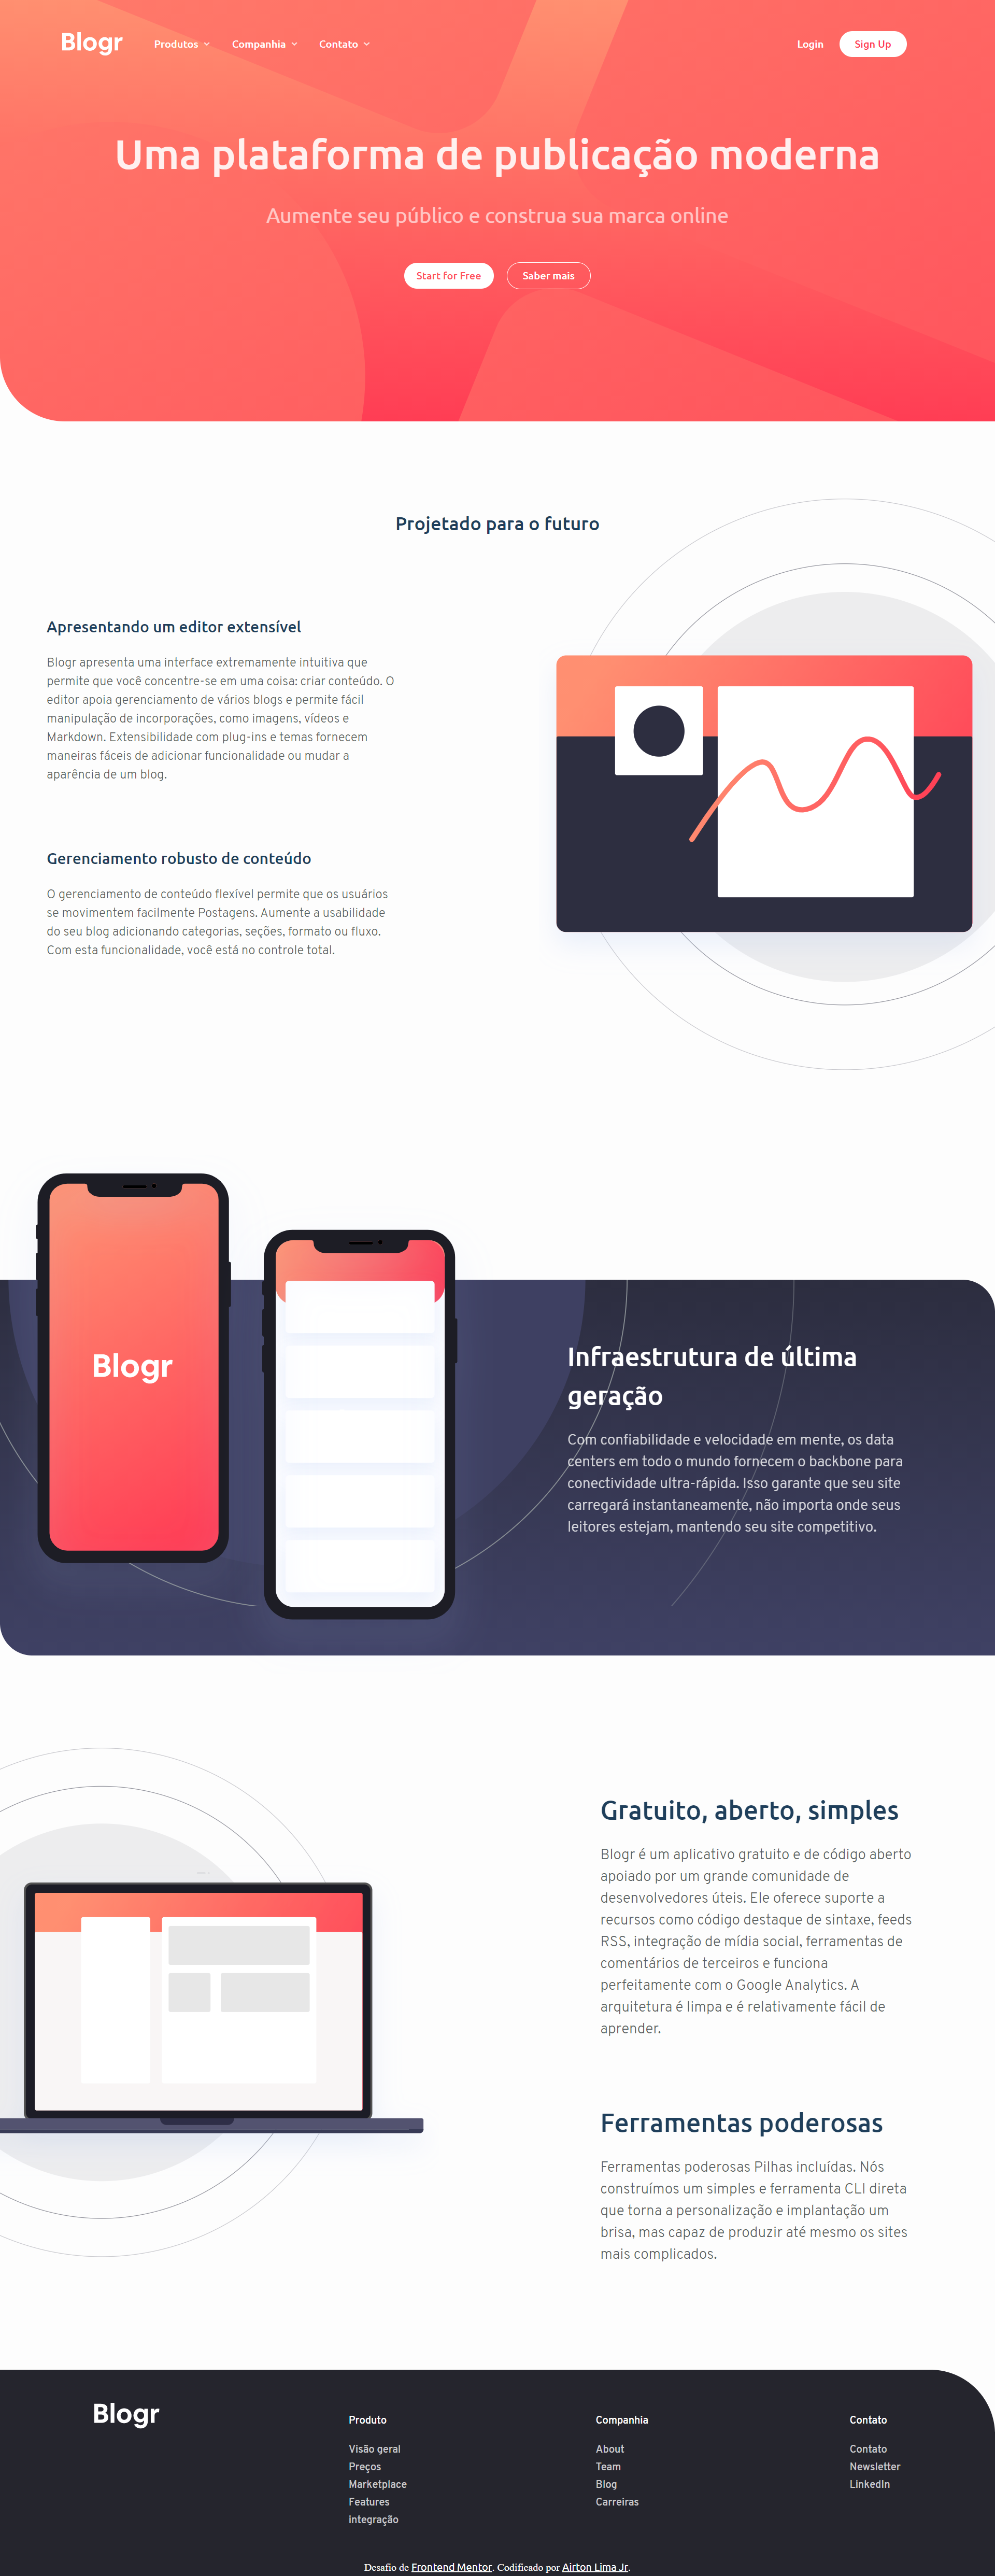 Blogr Produtos Companhia Contato Login Sign Up
Uma plataforma de publicação moderna
Aumente seu público e construa sua marca online
Start for Free Saber mais
Projetado para o futuro
Apresentando um editor extensível
Blogr apresenta uma interface extremamente intuitiva que
permite que você concentre-se em uma coisa: criar conteúdo. O
editor apoia gerenciamento de vários blogs e permite fácil
manipulação de incorporações, como imagens, vídeos e
Markdown. Extensibilidade com plug-ins e temas fornecem
maneiras fáceis de adicionar funcionalidade ou mudar a
aparência de um blog.
Gerenciamento robusto de conteúdo
O gerenciamento de conteúdo flexível permite que os usuários
se movimentem facilmente Postagens. Aumente a usabilidade
do seu blog adicionando categorias, seções, formato ou fluxo.
Com esta funcionalidade, você está no controle total.
Blogr
Infraestrutura de última
geração
Com confiabilidade e velocidade em mente, os data
centers em todo o mundo fornecem o backbone para
conectividade ultra-rápida. Isso garante que seu site
carregará instantaneamente, não importa onde seus
leitores estejam, mantendo seu site competitivo.
Gratuito, aberto, simples
Blogr é um aplicativo gratuito e de código aberto
apoiado por um grande comunidade de
desenvolvedores úteis. Ele oferece suporte a
recursos como código destaque de sintaxe, feeds
RSS, integração de mídia social, ferramentas de
comentários de terceiros e funciona
perfeitamente com o Google Analytics. A
arquitetura é limpa e é relativamente fácil de
aprender.
Ferramentas poderosas
Ferramentas poderosas Pilhas incluídas. Nós
construímos um simples e ferramenta CLI direta
que torna a personalização e implantação um
brisa, mas capaz de produzir até mesmo os sites
mais complicados.
Blogr
Produto
Visão geral
Preços
Marketplace
Features
integração
Companhia
About
Team
Blog
Carreiras
Contato
Contato
Newsletter
LinkedIn
Desafio de Frontend Mentor. Codificado por Airton Lima Jr.